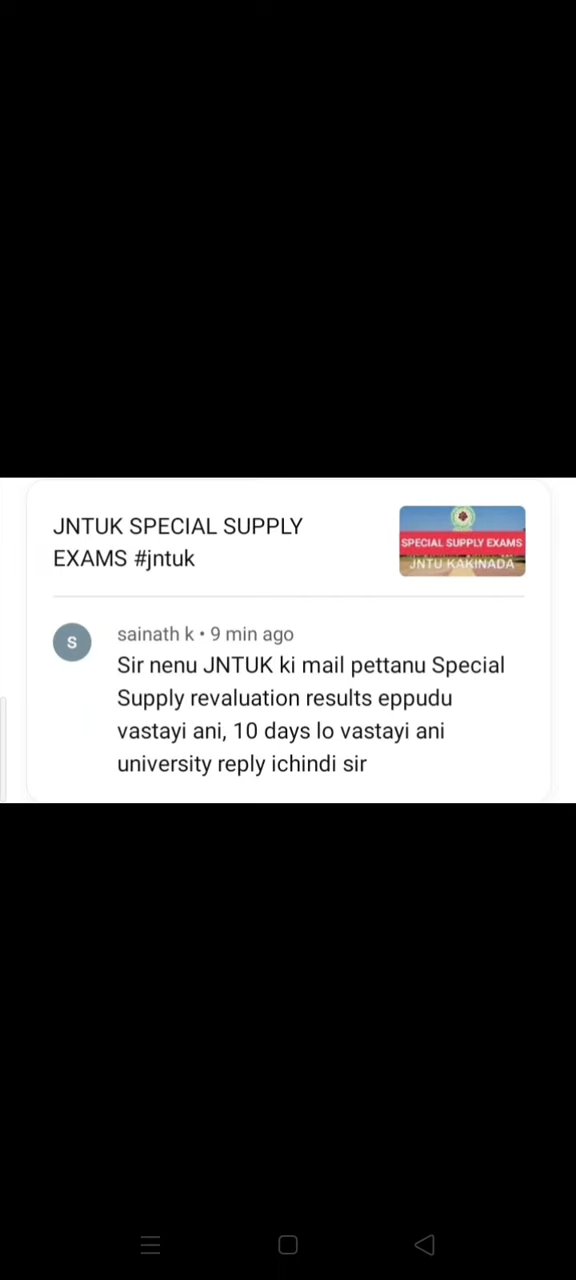 JNTUK SPECIAL SUPPLY
EXAMS #jntuk
SPECIAL SUPPLY EXAMS
JNTU KAKINADA
S
sainath k • 9 min ago
Sir nenu JNTUK ki mail pettanu Special
Supply revaluation results eppudu
vastayi ani, 10 days lo vastayi ani
university reply ichindi sir